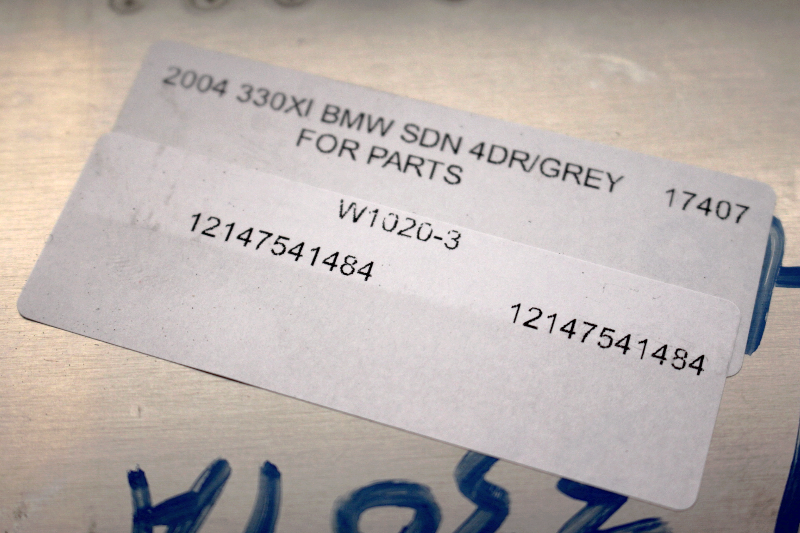 2004 330XI BMW SDN 4DR/GREY 17407
FOR PARTS
W1020-3
12147541484 12147541484